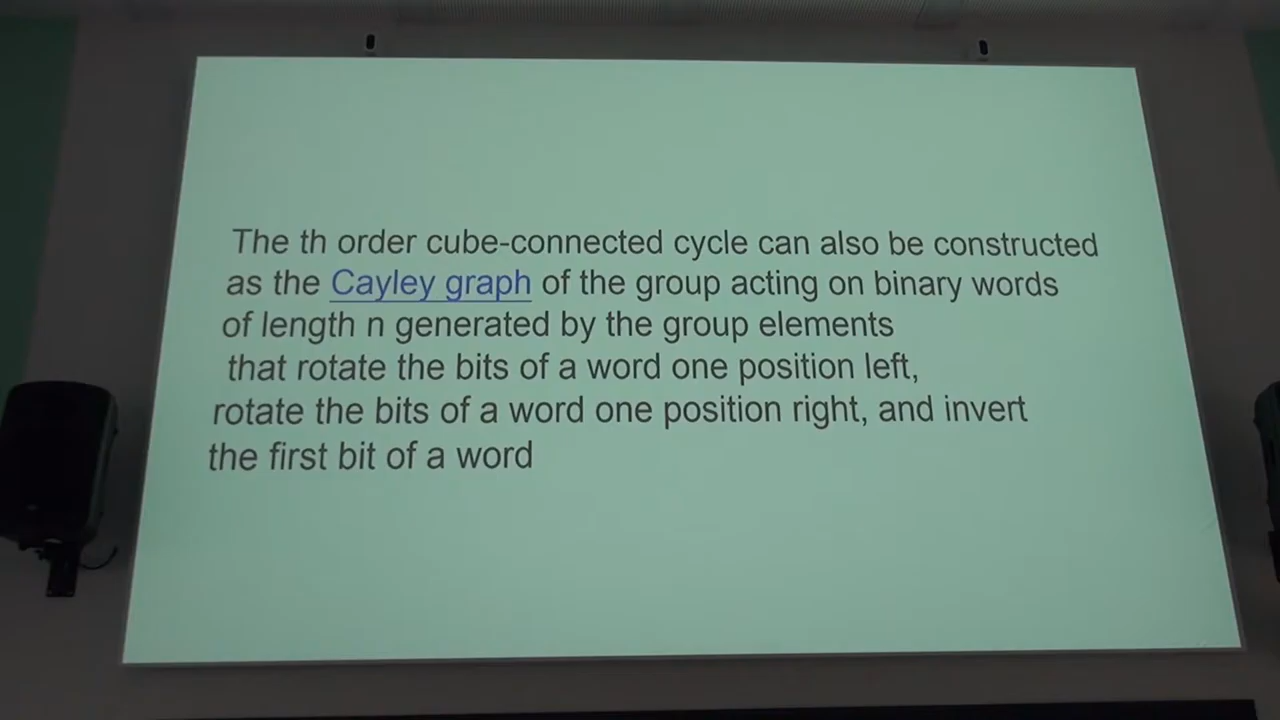 The th order cube-connected cycle can also be constructed
as the Cayley graph of the group acting on binary words
of length n generated by the group elements
that rotate the bits of a word one position left,
rotate the bits of a word one position right, and invert
the first bit of a word